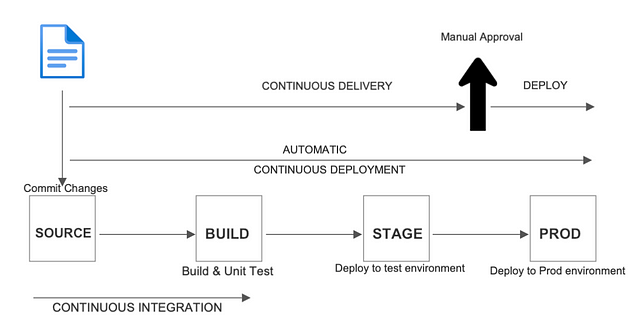 Manual Approval
CONTINUOUS DELIVERY
DEPLOY
AUTOMATIC
CONTINUOUS DEPLOYMENT
Commit Changes
SOURCE
BUILD
STAGE
PROD
Build & Unit Test
Deploy to test environment
Deploy to Prod environment
CONTINUOUS INTEGRATION